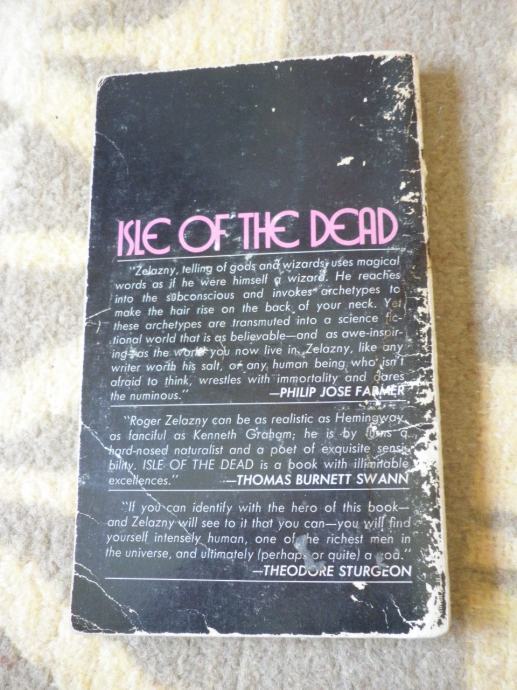 ISLE OF THE DEAD
"Zelazny, telling of gods and wizards, uses magical
words as if he were himself a wizard. He reaches
into the subconscious and invokes archetypes to
make the hair rise on the back of your neck. Yet
these archetypes are transmuted into a science fic-
tional world that is as believable—and as awe-inspir-
ing—as the world you now live in. Zelazny, like any
writer worth his salt, or any human being who isn't
afraid to think, wrestles with immortality and dares
the numinous." —PHILIP JOSE FARMER
"Roger Zelazny can be as realistic as Hemingway,
as fanciful as Kenneth Graham; he is by turns a
hard-nosed naturalist and a poet of exquisite sensi-
bility. ISLE OF THE DEAD is a book with illimitable
excellences." —THOMAS BURNETT SWANN
"If you can identify with the hero of this book—
and Zelazny will see to it that you can—you will find
yourself intensely human, one of the richest men in
the universe, and ultimately (perhaps or quite) a god."
—THEODORE STURGEON